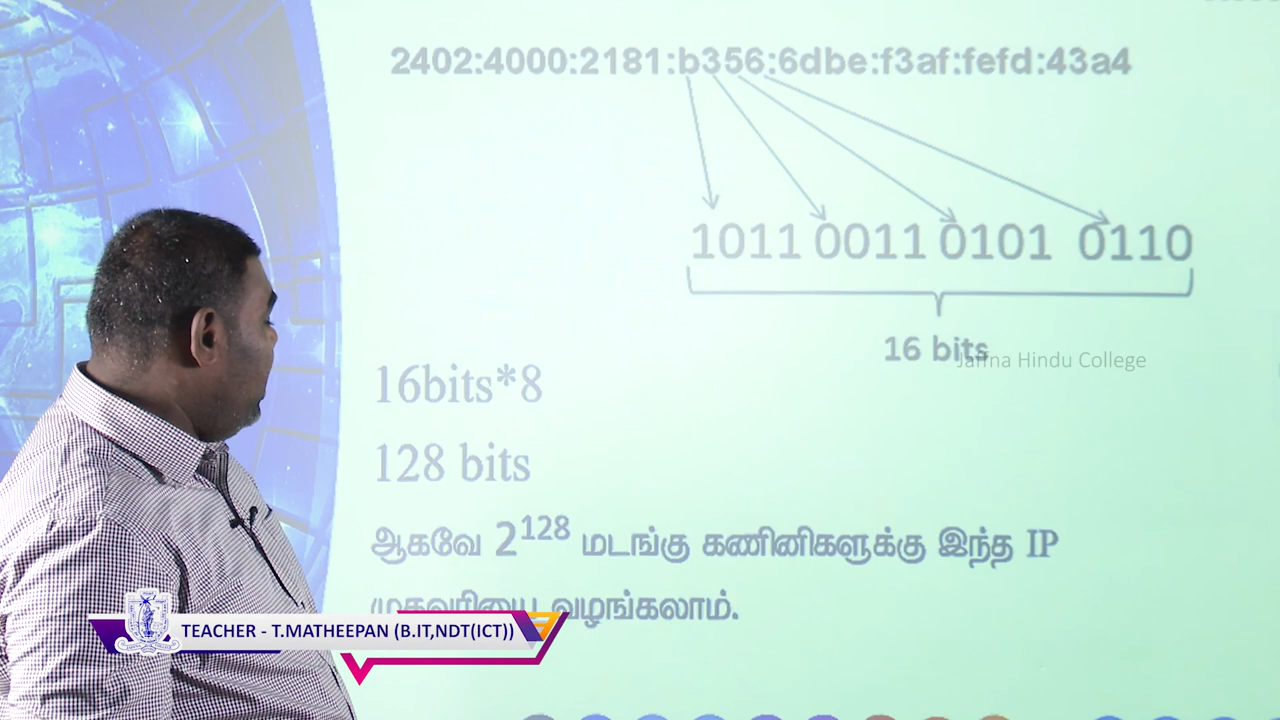 2402:4000:2181:b356:6dbe:f3af:fefd:43a4
1011 0011 0101 0110
16 bits
Jaffna Hindu College
16bits*8
128 bits
ஆகவே 2¹²⁸ மடங்கு கணினிகளுக்கு இந்த IP
முகவரியை வழங்கலாம்.
TEACHER - T.MATHEEPAN (B.IT,NDT(ICT))